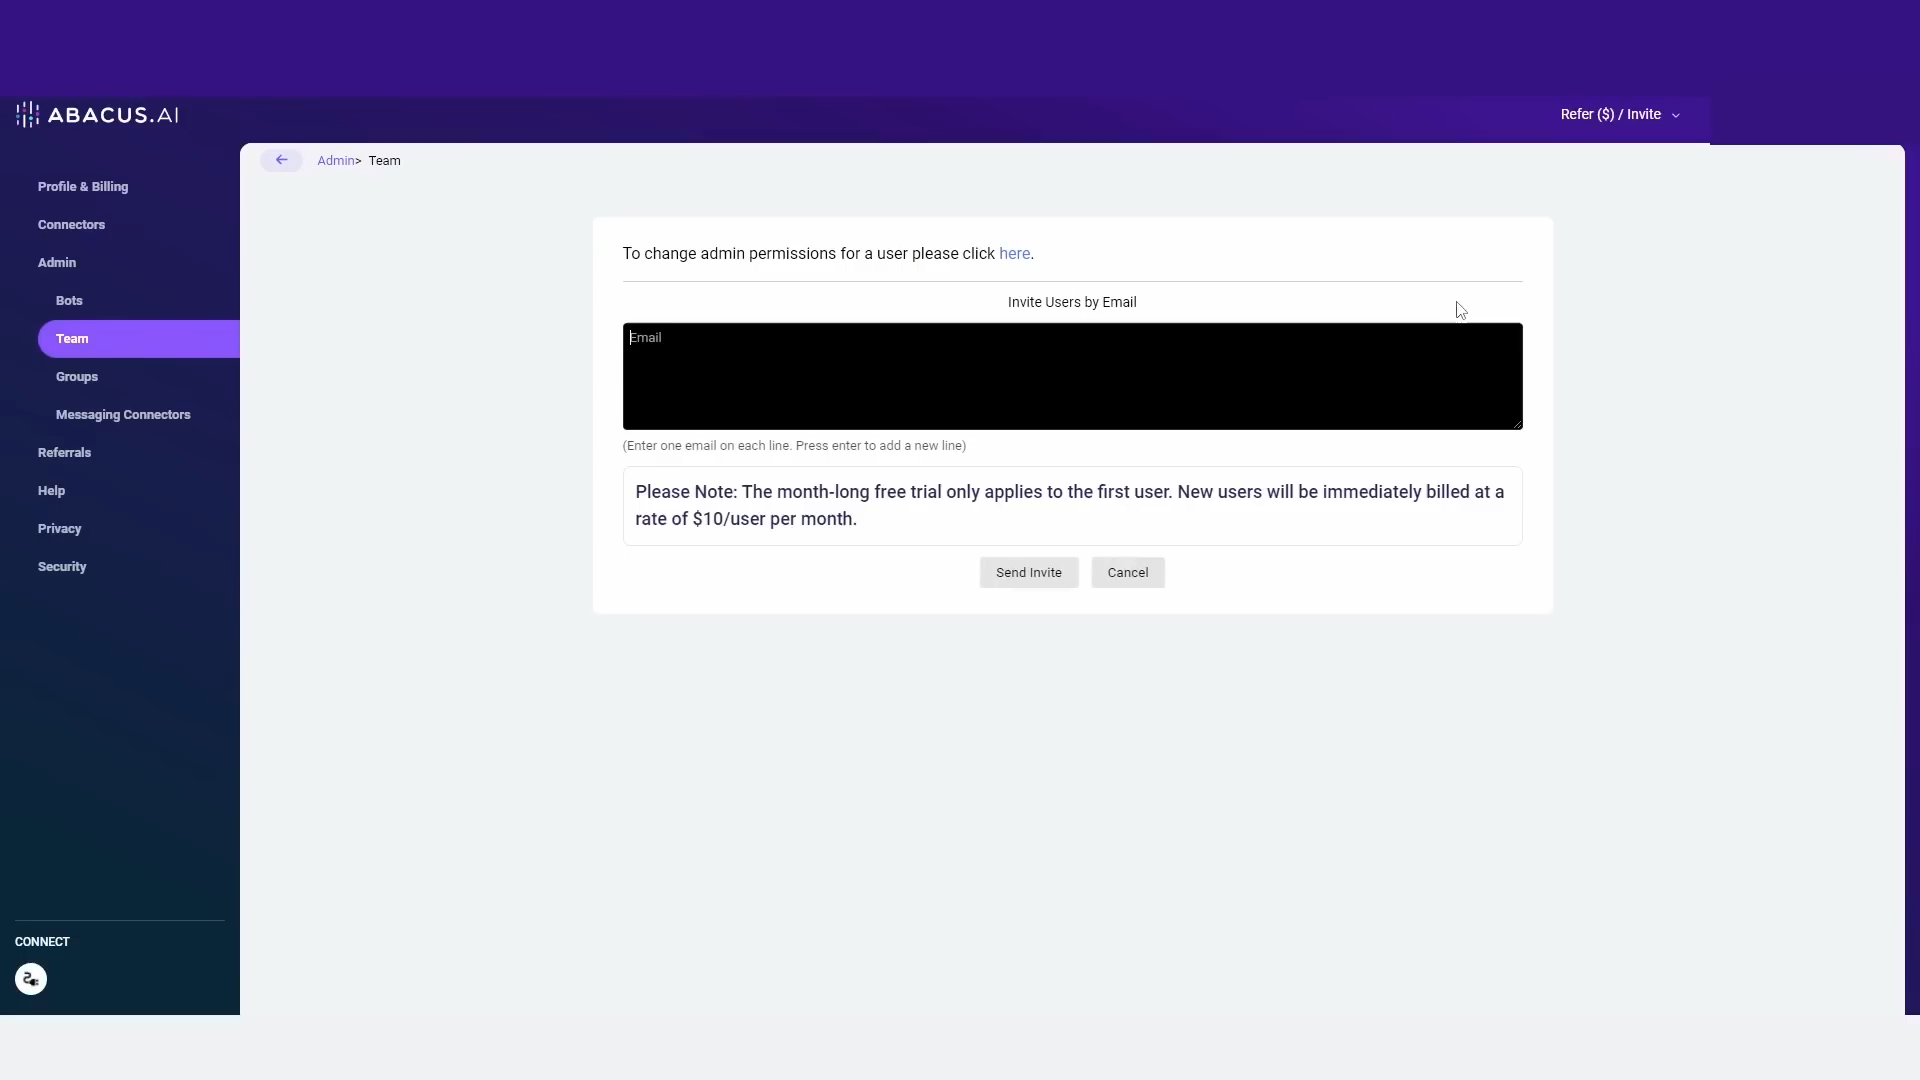 ABACUS.AI
Refer ($) / Invite
Admin> Team
Profile & Billing
Connectors
Admin
Bots
Team
Groups
Messaging Connectors
Referrals
Help
Privacy
Security
CONNECT
To change admin permissions for a user please click here.
Invite Users by Email
Email
(Enter one email on each line. Press enter to add a new line)
Please Note: The month-long free trial only applies to the first user. New users will be immediately billed at a
rate of $10/user per month.
Send Invite
Cancel